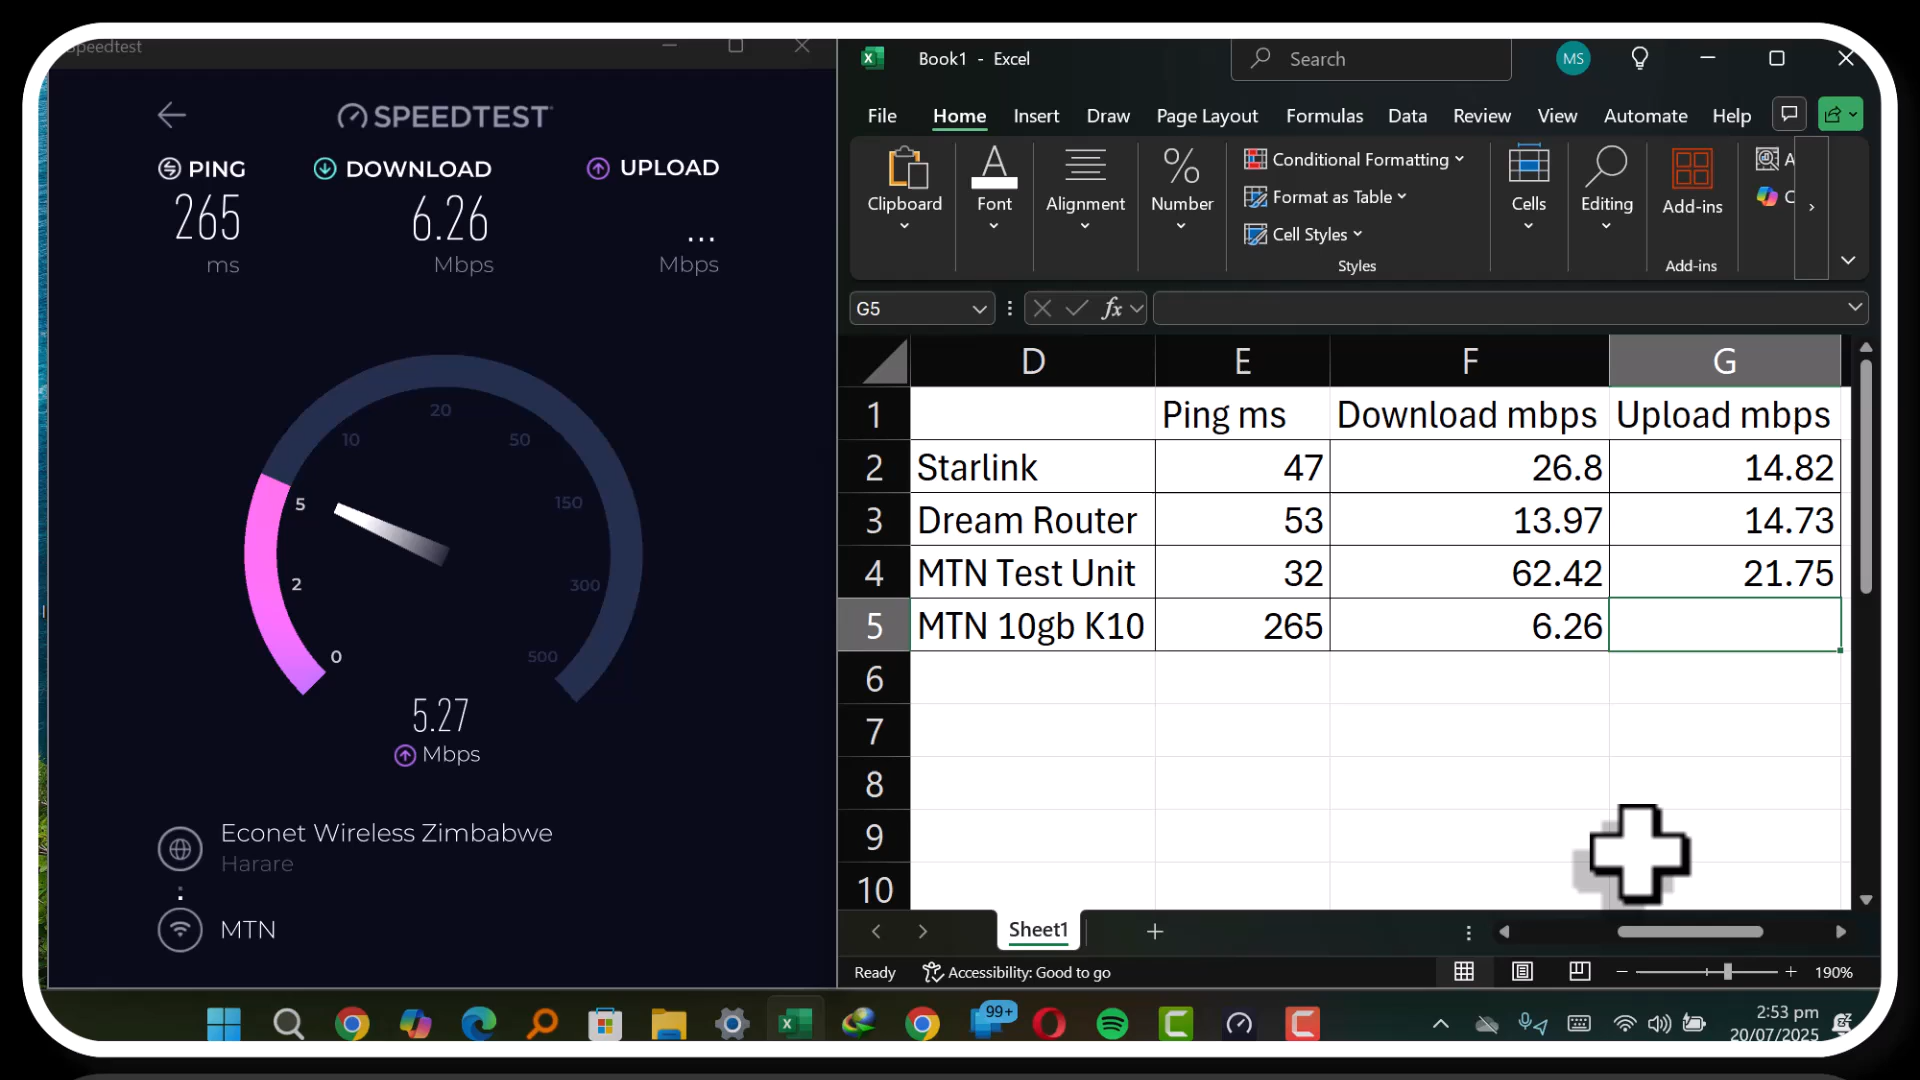 Speedtest
SPEEDTEST
PING
DOWNLOAD
UPLOAD
265
6.26
...
ms
Mbps
Mbps
0
2
5
10
20
50
150
300
500
5.27
Mbps
Econet Wireless Zimbabwe
Harare
MTN
Book1 - Excel
Search
MS
File Home Insert Draw Page Layout Formulas Data Review View Automate Help
Clipboard
Font
Alignment
Number
Conditional Formatting
Format as Table
Cell Styles
Styles
Cells
Editing
Add-ins
Add-ins
A
C
G5
fx
D E F G
1 Ping ms Download mbps Upload mbps
2 Starlink 47 26.8 14.82
3 Dream Router 53 13.97 14.73
4 MTN Test Unit 32 62.42 21.75
5 MTN 10gb K10 265 6.26
6
7
8
9
10
Sheet1
Ready Accessibility: Good to go 190%
99+
2:53 pm
20/07/2025